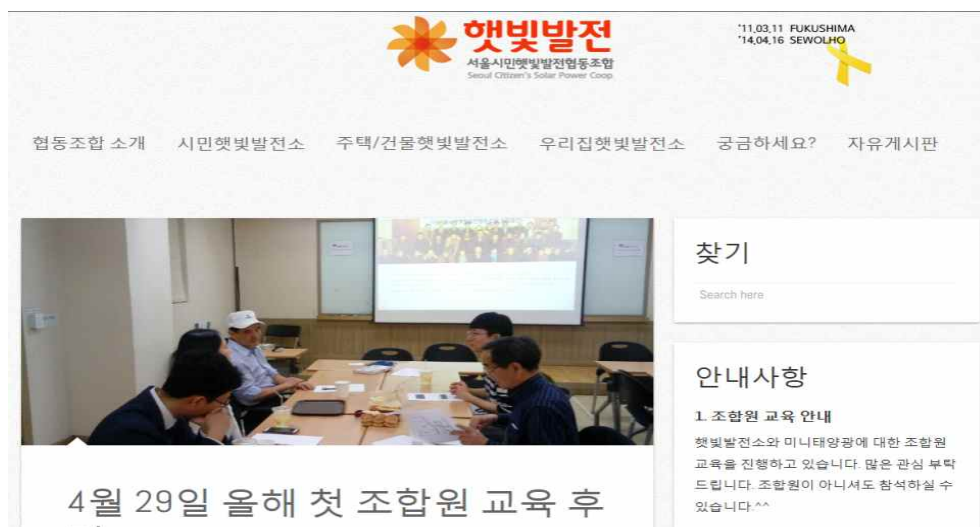 햇빛발전
서울시민햇빛발전협동조합
Seoul Citizen's Solar Power Coop
'11.03.11 FUKUSHIMA
'14.04.16 SEWOLHO
협동조합 소개 시민햇빛발전소 주택/건물햇빛발전소 우리집햇빛발전소 궁금하세요? 자유게시판
찾기
Search here
안내사항
1. 조합원 교육 안내
햇빛발전소와 미니태양광에 대한 조합원
교육을 진행하고 있습니다. 많은 관심 부탁
드립니다. 조합원이 아니셔도 참석하실 수
있습니다.^^
4월 29일 올해 첫 조합원 교육 후